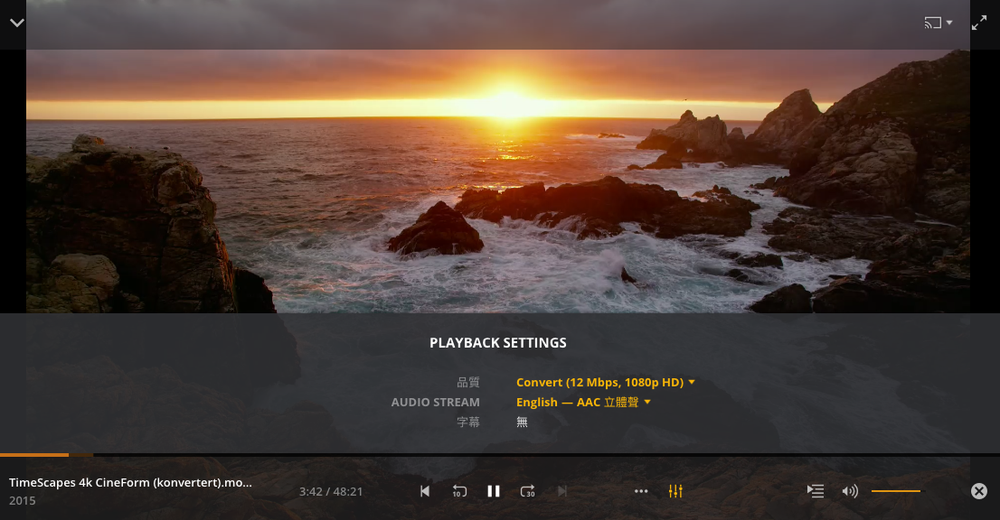 PLAYBACK SETTINGS
品質 Convert (12 Mbps, 1080p HD)
AUDIO STREAM English — AAC 立體聲
字幕 無
TimeScapes 4k CineForm (konvertert).mo...
2015
3:42 / 48:21
10
30